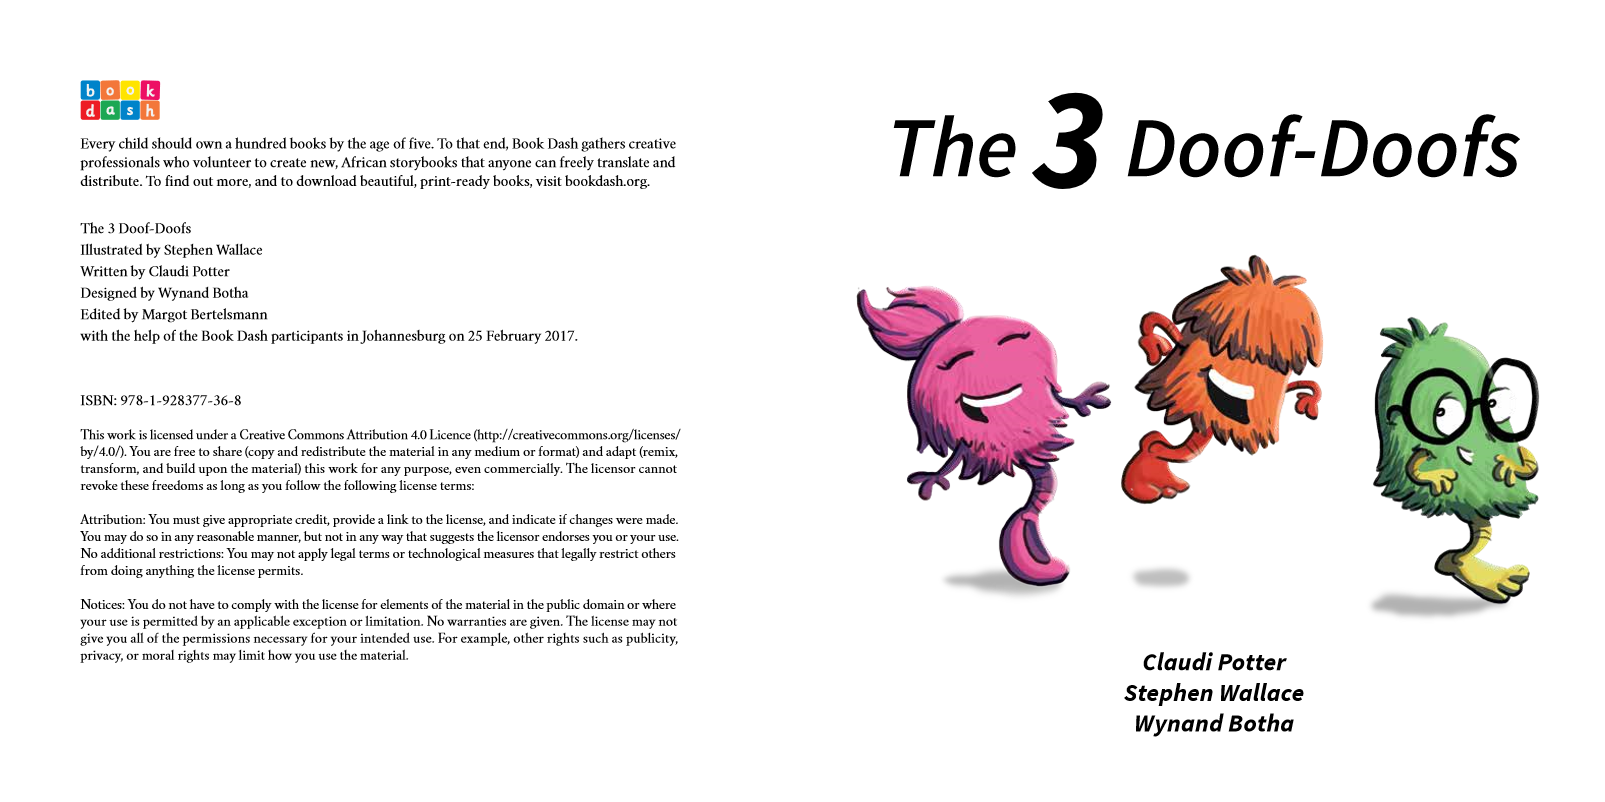 book
dash
Every child should own a hundred books by the age of five. To that end, Book Dash gathers creative
professionals who volunteer to create new, African storybooks that anyone can freely translate and
distribute. To find out more, and to download beautiful, print-ready books, visit bookdash.org.
The 3 Doof-Doofs
Illustrated by Stephen Wallace
Written by Claudi Potter
Designed by Wynand Botha
Edited by Margot Bertelsmann
with the help of the Book Dash participants in Johannesburg on 25 February 2017.
ISBN: 978-1-928377-36-8
This work is licensed under a Creative Commons Attribution 4.0 Licence (http://creativecommons.org/licenses/
by/4.0/). You are free to share (copy and redistribute the material in any medium or format) and adapt (remix,
transform, and build upon the material) this work for any purpose, even commercially. The licensor cannot
revoke these freedoms as long as you follow the following license terms:
Attribution: You must give appropriate credit, provide a link to the license, and indicate if changes were made.
You may do so in any reasonable manner, but not in any way that suggests the licensor endorses you or your use.
No additional restrictions: You may not apply legal terms or technological measures that legally restrict others
from doing anything the license permits.
Notices: You do not have to comply with the license for elements of the material in the public domain or where
your use is permitted by an applicable exception or limitation. No warranties are given. The license may not
give you all of the permissions necessary for your intended use. For example, other rights such as publicity,
privacy, or moral rights may limit how you use the material.
The 3 Doof-Doofs
Claudi Potter
Stephen Wallace
Wynand Botha